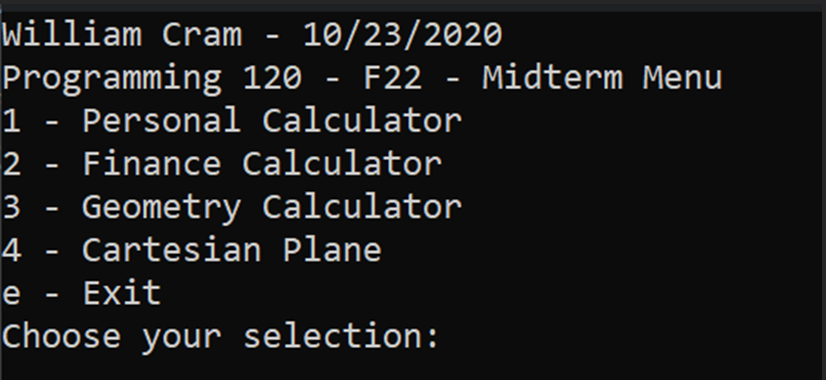 William Cram - 10/23/2020
Programming 120 - F22 - Midterm Menu
1 - Personal Calculator
2 - Finance Calculator
3 - Geometry Calculator
4 - Cartesian Plane
e - Exit
Choose your selection: